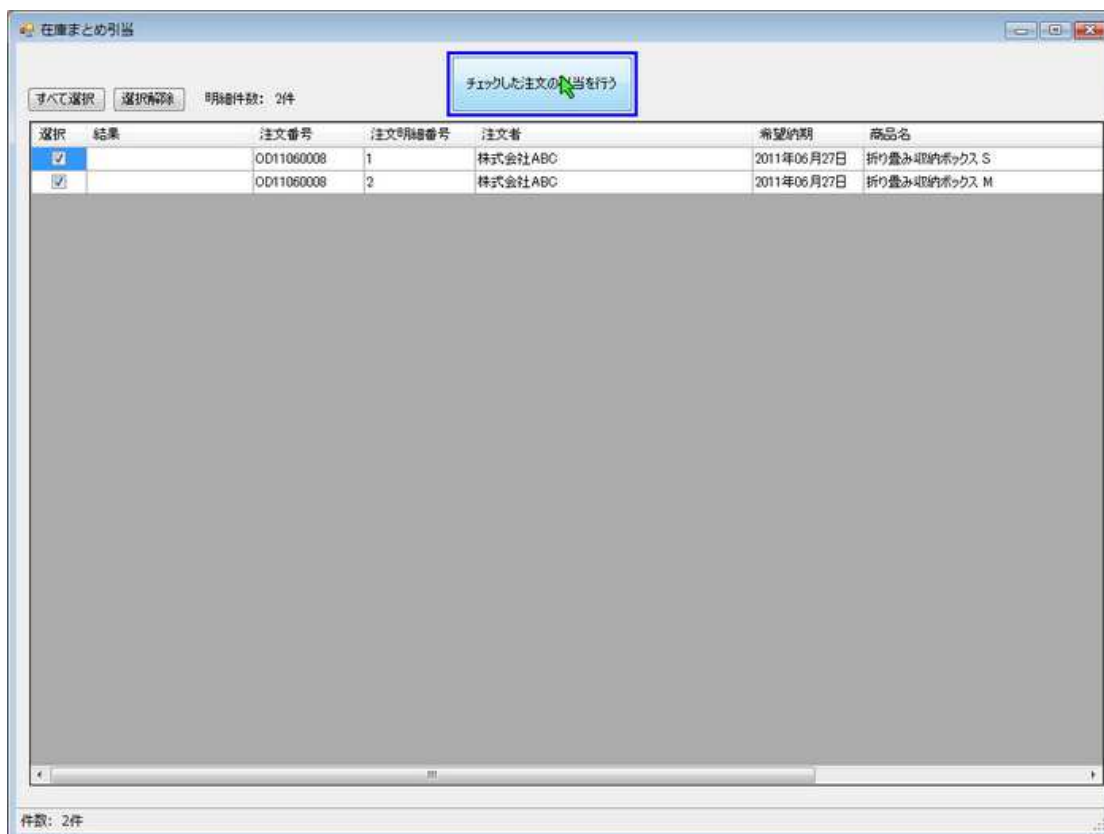 在庫まとめ引当
チェックした注文の引当を行う
すべて選択 選択解除 明細件数: 2件
選択 結果 注文番号 注文明細番号 注文者 希望納期 商品名
OD11060008 1 株式会社ABC 2011年06月27日 折り畳み収納ボックス S
OD11060008 2 株式会社ABC 2011年06月27日 折り畳み収納ボックス M
件数: 2件